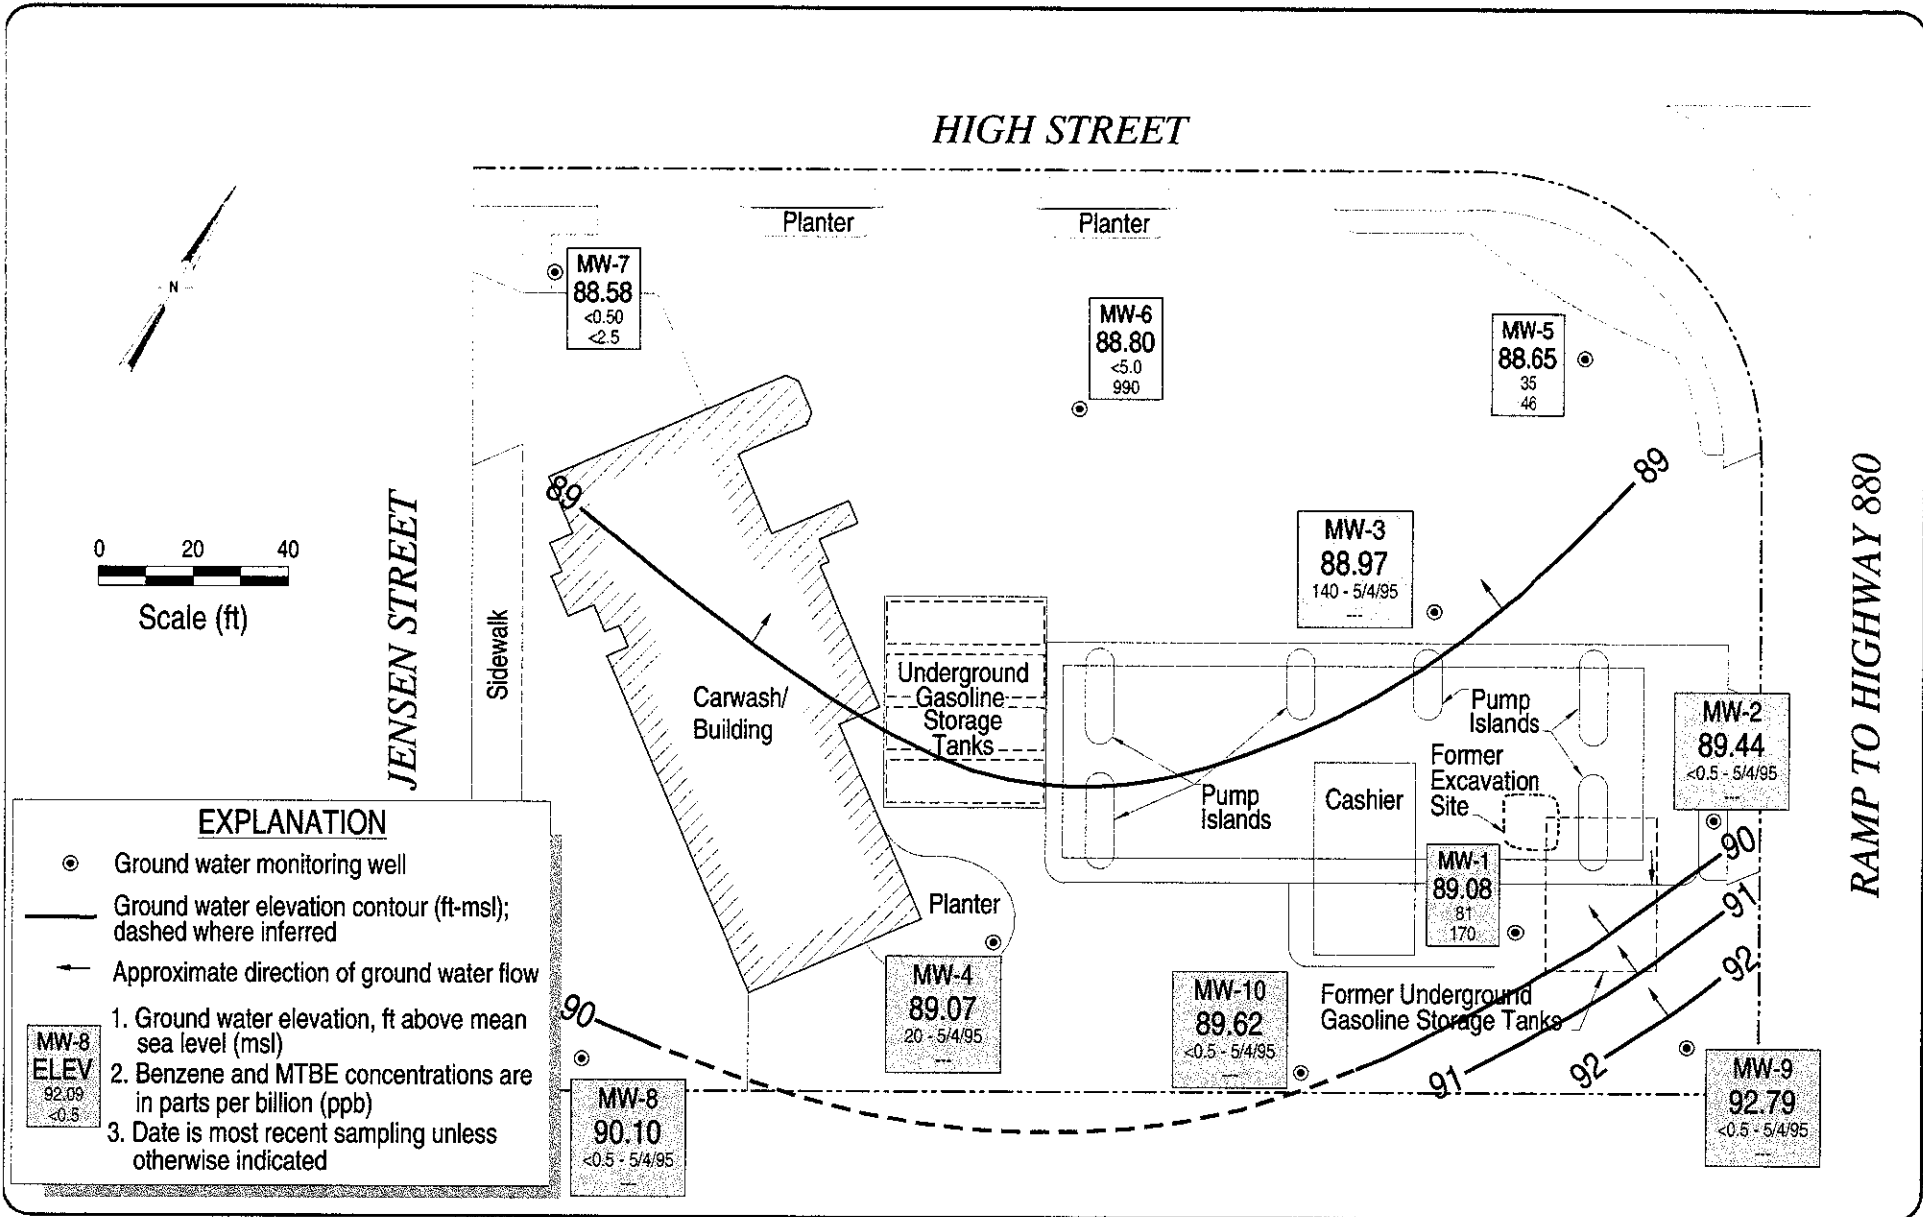 HIGH STREET
Planter
Planter
N
MW-7
88.58
<0.50
<2.5
MW-6
88.80
<5.0
990
MW-5
88.65
35
46
89
89
0 20 40
Scale (ft)
JENSEN STREET
Sidewalk
RAMP TO HIGHWAY 880
MW-3
88.97
140 - 5/4/95
---
Carwash/
Building
Underground
Gasoline
Storage
Tanks
Pump
Islands
Pump
Islands
Cashier
Former
Excavation
Site
MW-2
89.44
<0.5 - 5/4/95
---
MW-1
89.08
81
170
90
91
92
Planter
MW-4
89.07
20 - 5/4/95
---
MW-10
89.62
<0.5 - 5/4/95
---
Former Underground
Gasoline Storage Tanks
90
91
92
MW-8
90.10
<0.5 - 5/4/95
---
MW-9
92.79
<0.5 - 5/4/95
---
EXPLANATION
Ground water monitoring well
Ground water elevation contour (ft-msl);
dashed where inferred
Approximate direction of ground water flow
MW-8
ELEV
92.09
<0.5
1. Ground water elevation, ft above mean
sea level (msl)
2. Benzene and MTBE concentrations are
in parts per billion (ppb)
3. Date is most recent sampling unless
otherwise indicated